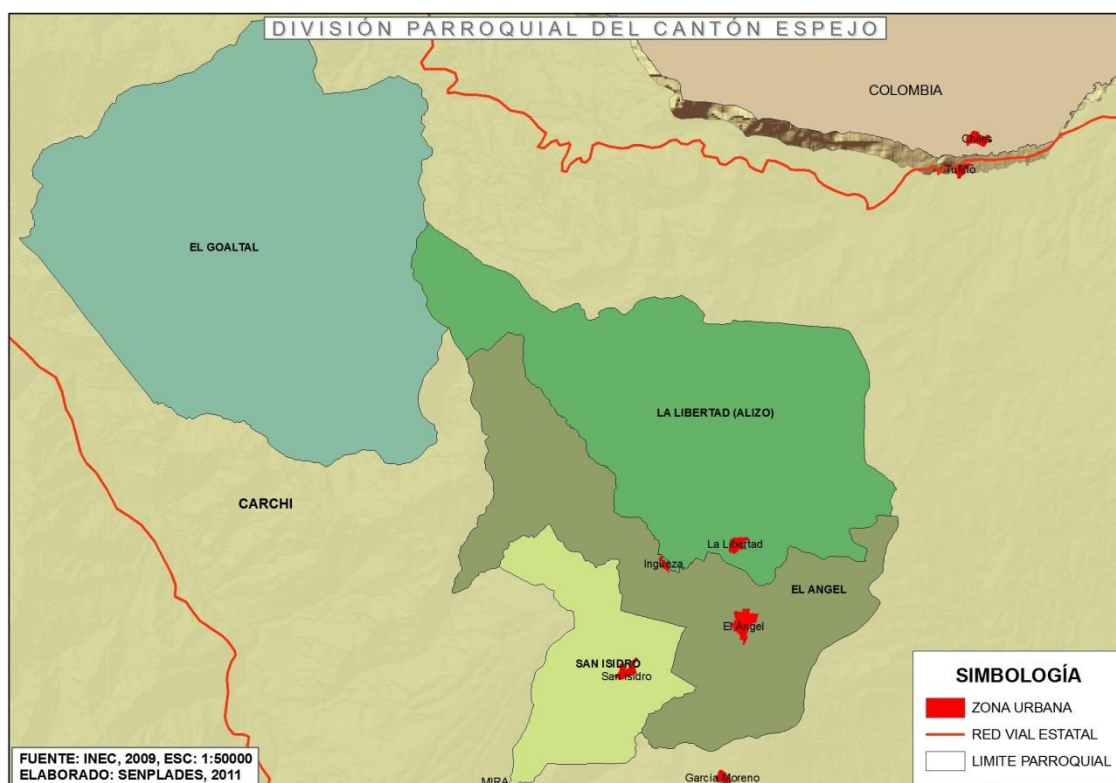 DIVISIÓN PARROQUIAL DEL CANTÓN ESPEJO
COLOMBIA
Chiles
Tufiño
EL GOALTAL
LA LIBERTAD (ALIZO)
CARCHI
La Libertad
Ingueza
EL ANGEL
El Angel
SAN ISIDRO
San Isidro
SIMBOLOGÍA
ZONA URBANA
RED VIAL ESTATAL
LIMITE PARROQUIAL
FUENTE: INEC, 2009, ESC: 1:50000
ELABORADO: SENPLADES, 2011
MIRA
García Moreno